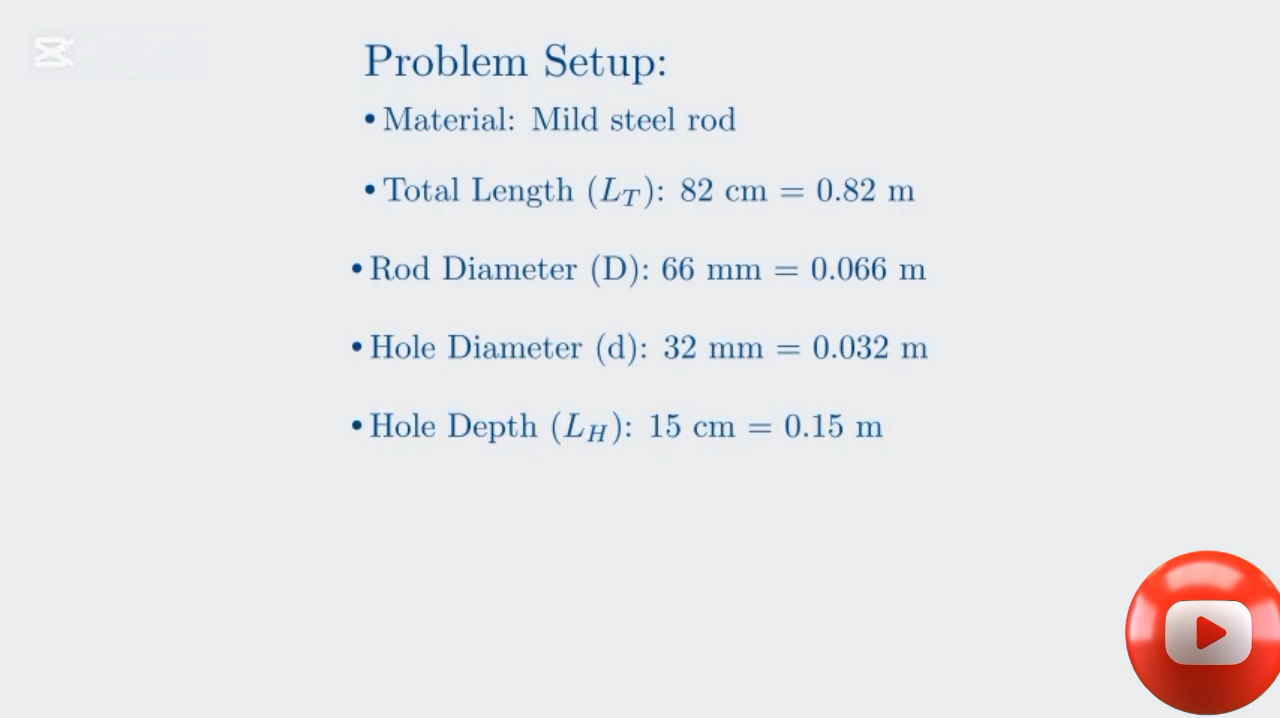 Problem Setup:
• Material: Mild steel rod
• Total Length (L_T): 82 cm = 0.82 m
• Rod Diameter (D): 66 mm = 0.066 m
• Hole Diameter (d): 32 mm = 0.032 m
• Hole Depth (L_H): 15 cm = 0.15 m